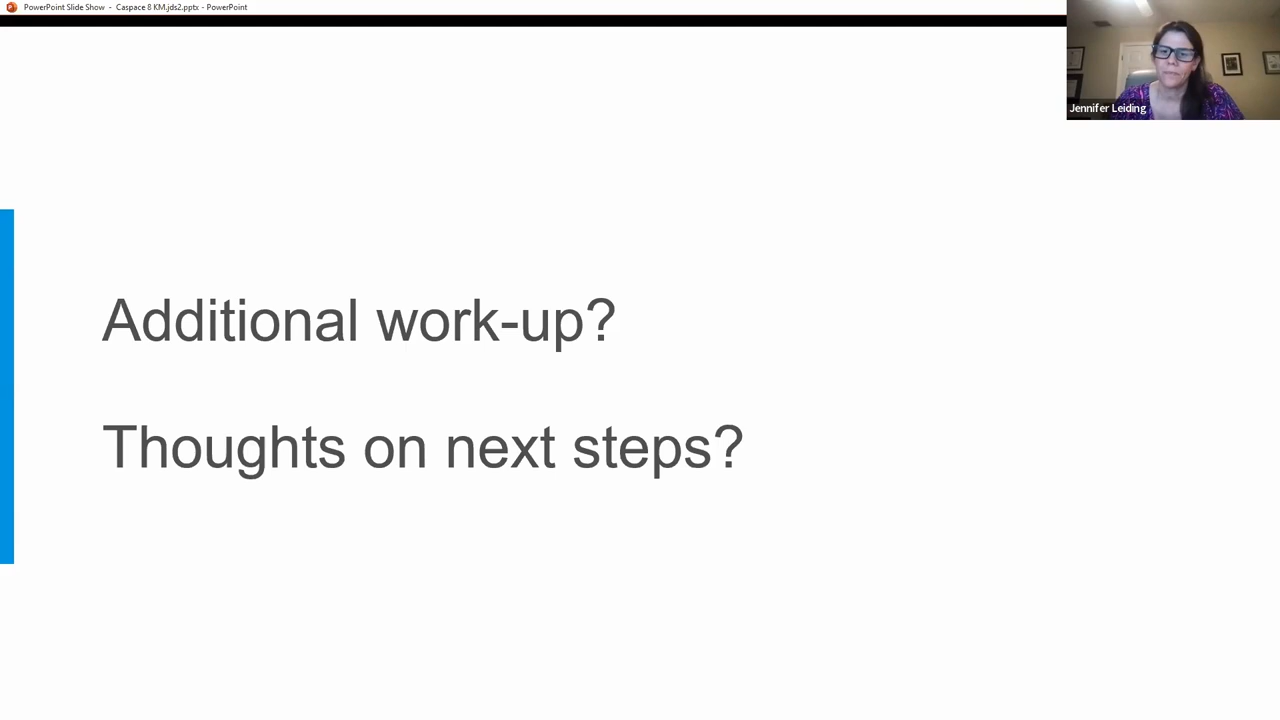 PowerPoint Slide Show - Caspace 8 KM.jds2.pptx - PowerPoint
Jennifer Leiding
Additional work-up?
Thoughts on next steps?